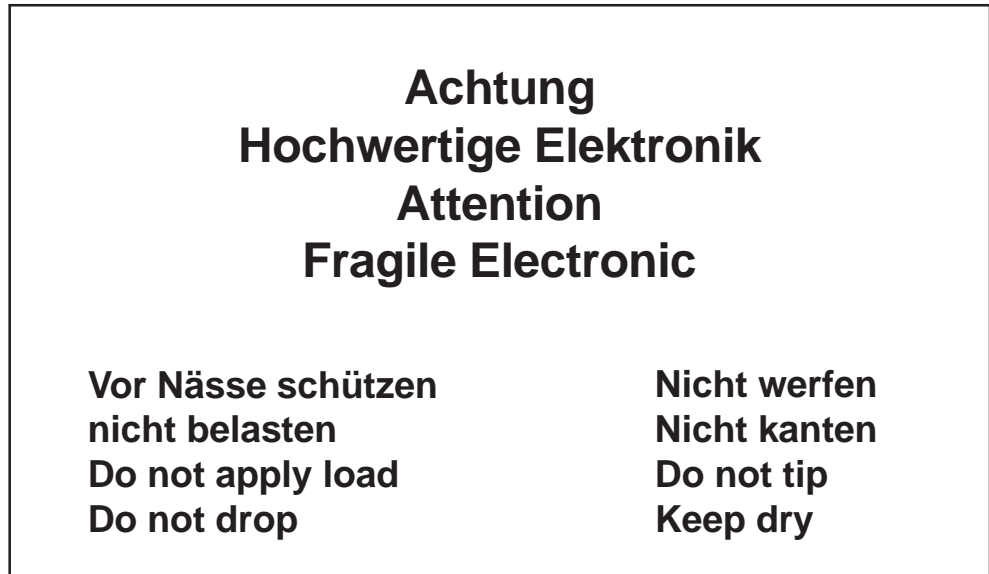 Achtung
Hochwertige Elektronik
Attention
Fragile Electronic
Vor Nässe schützen
nicht belasten
Do not apply load
Do not drop
Nicht werfen
Nicht kanten
Do not tip
Keep dry